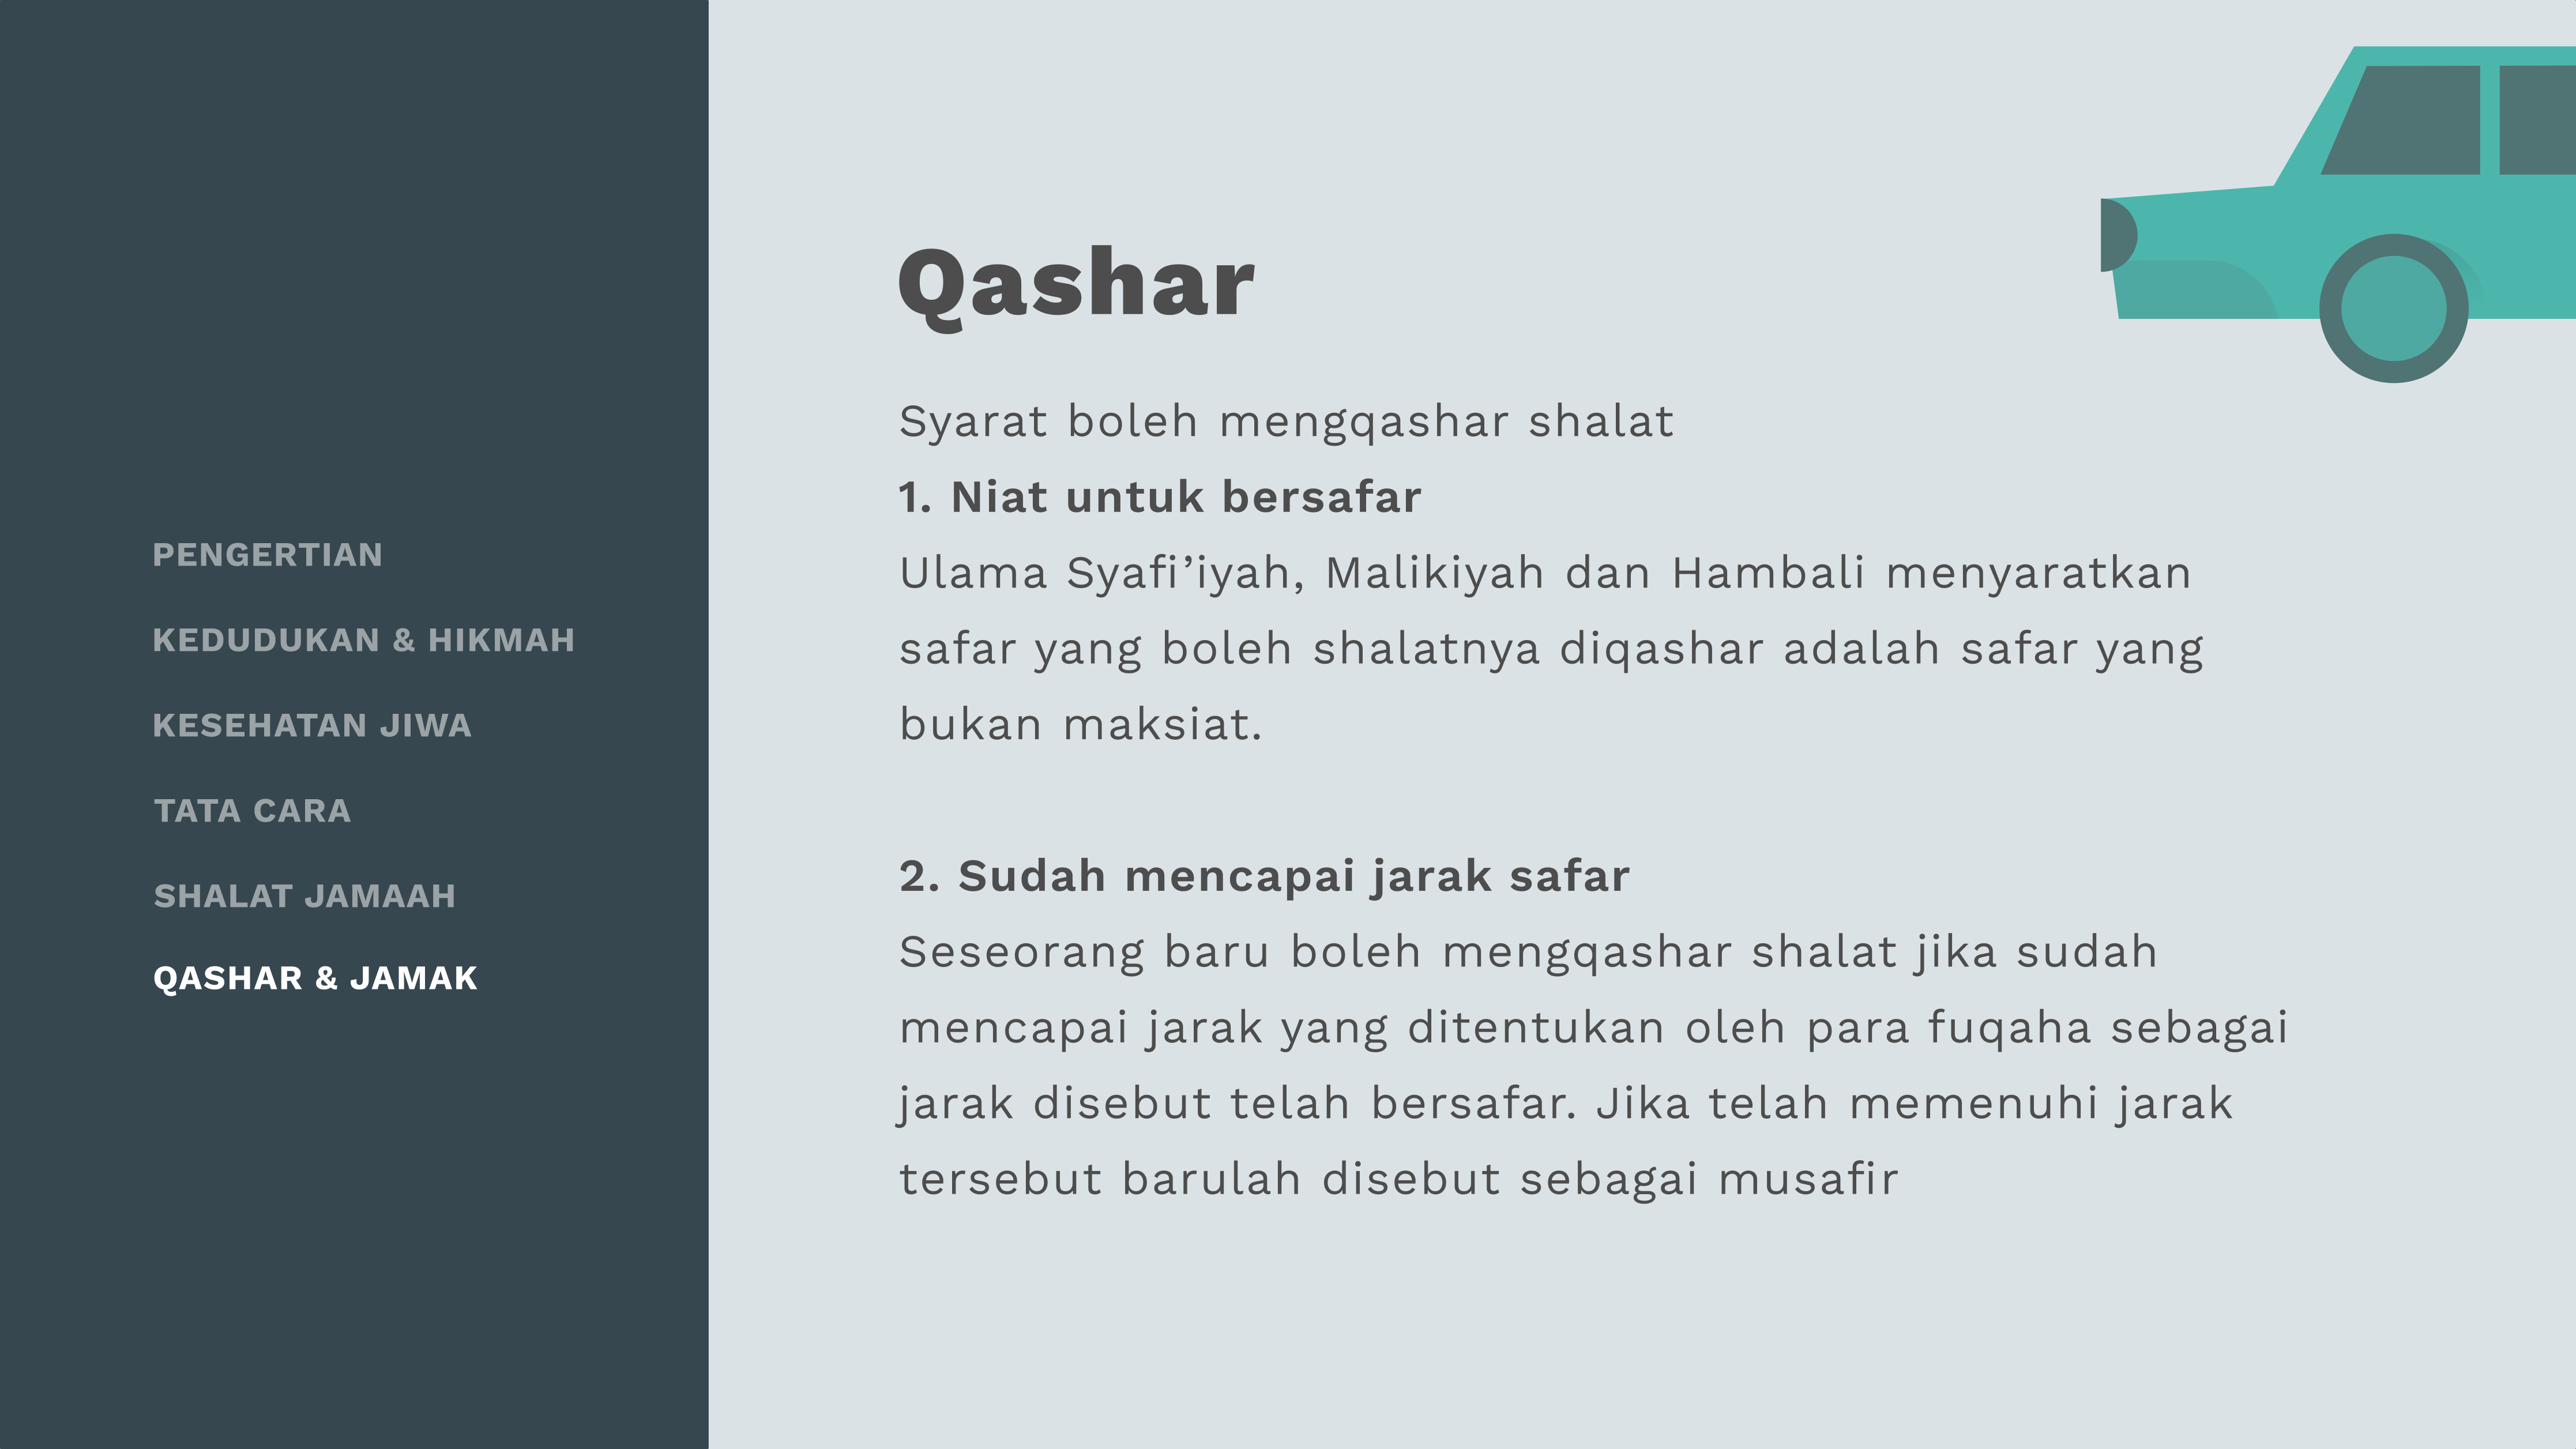 PENGERTIAN
KEDUDUKAN & HIKMAH
KESEHATAN JIWA
TATA CARA
SHALAT JAMAAH
QASHAR & JAMAK
Qashar
Syarat boleh mengqashar shalat
1. Niat untuk bersafar
Ulama Syafi’iyah, Malikiyah dan Hambali menyaratkan
safar yang boleh shalatnya diqashar adalah safar yang
bukan maksiat.
2. Sudah mencapai jarak safar
Seseorang baru boleh mengqashar shalat jika sudah
mencapai jarak yang ditentukan oleh para fuqaha sebagai
jarak disebut telah bersafar. Jika telah memenuhi jarak
tersebut barulah disebut sebagai musafir